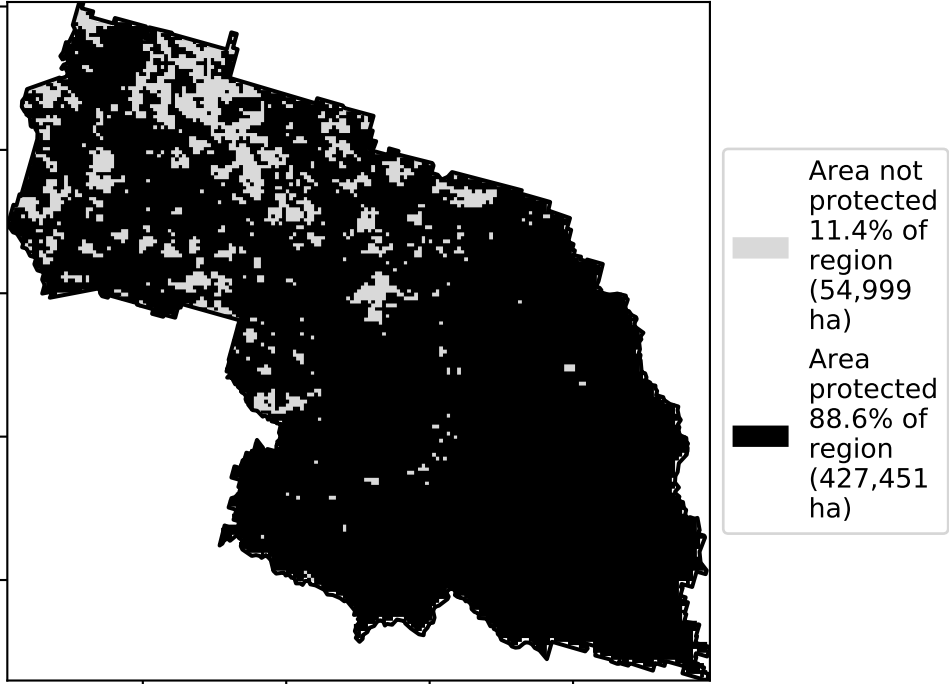 Area not
protected
11.4% of
region
(54,999
ha)
Area
protected
88.6% of
region
(427,451
ha)